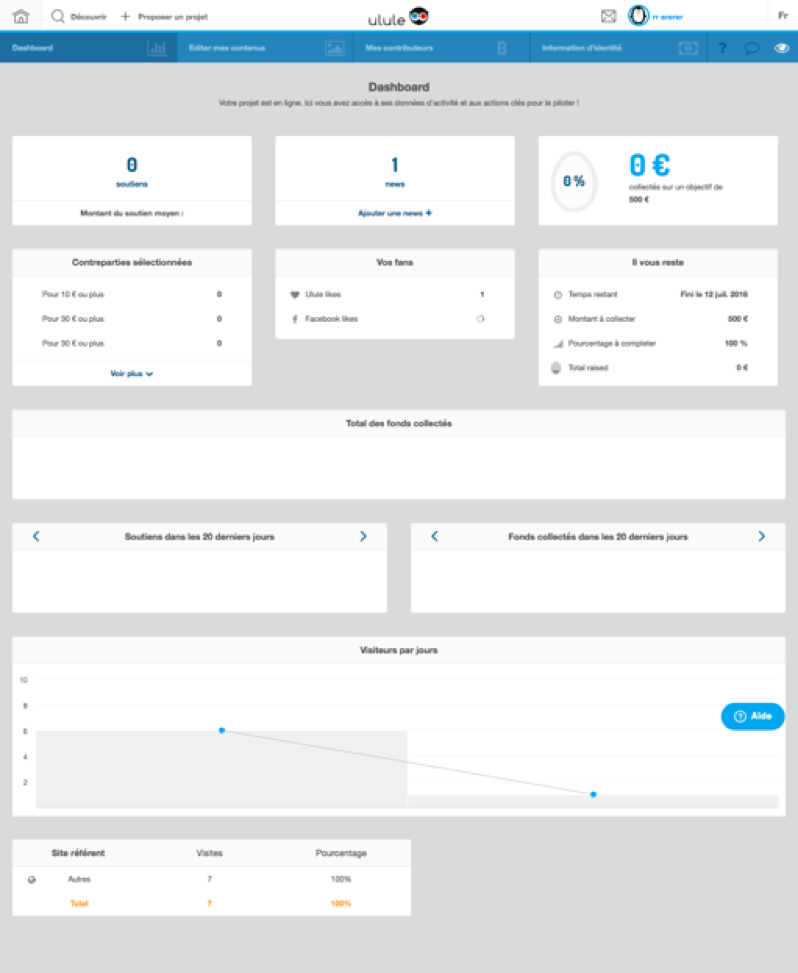 Découvrir
Proposer un projet
ulule
rr ererer
Fr
Dashboard
Editer mes contenus
Mes contributeurs
Information d'identité
?
Dashboard
Votre projet est en ligne. Ici vous avez accès à ses données d'activité et aux actions clés pour le piloter !
0
soutiens
Montant du soutien moyen :
1
news
Ajouter une news +
0 %
0 €
collectés sur un objectif de
500 €
Contreparties sélectionnées
Pour 10 € ou plus 0
Pour 30 € ou plus 0
Pour 30 € ou plus 0
Voir plus
Vos fans
Ulule likes 1
Facebook likes
Il vous reste
Temps restant Fini le 12 juil. 2016
Montant à collecter 500 €
Pourcentage à completer 100 %
Total raised 0 €
Total des fonds collectés
Soutiens dans les 20 derniers jours
Fonds collectés dans les 20 derniers jours
Visiteurs par jours
10
8
6
4
2
Aide
Site référent Visites Pourcentage
Autres 7 100%
Total 7 100%